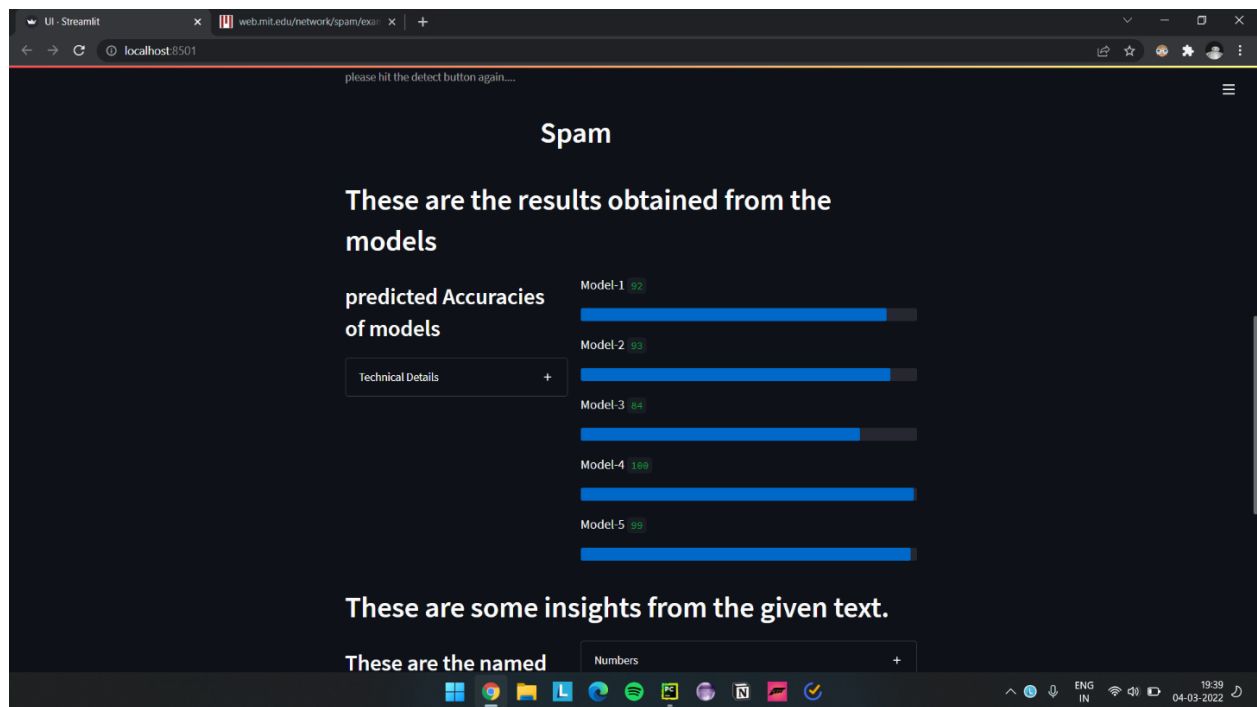 UI · Streamlit
web.mit.edu/network/spam/exam
localhost:8501
please hit the detect button again....
Spam
These are the results obtained from the
models
predicted Accuracies
of models
Technical Details
Model-1 92
Model-2 93
Model-3 84
Model-4 100
Model-5 99
These are some insights from the given text.
These are the named
Numbers
ENG
IN
19:39
04-03-2022